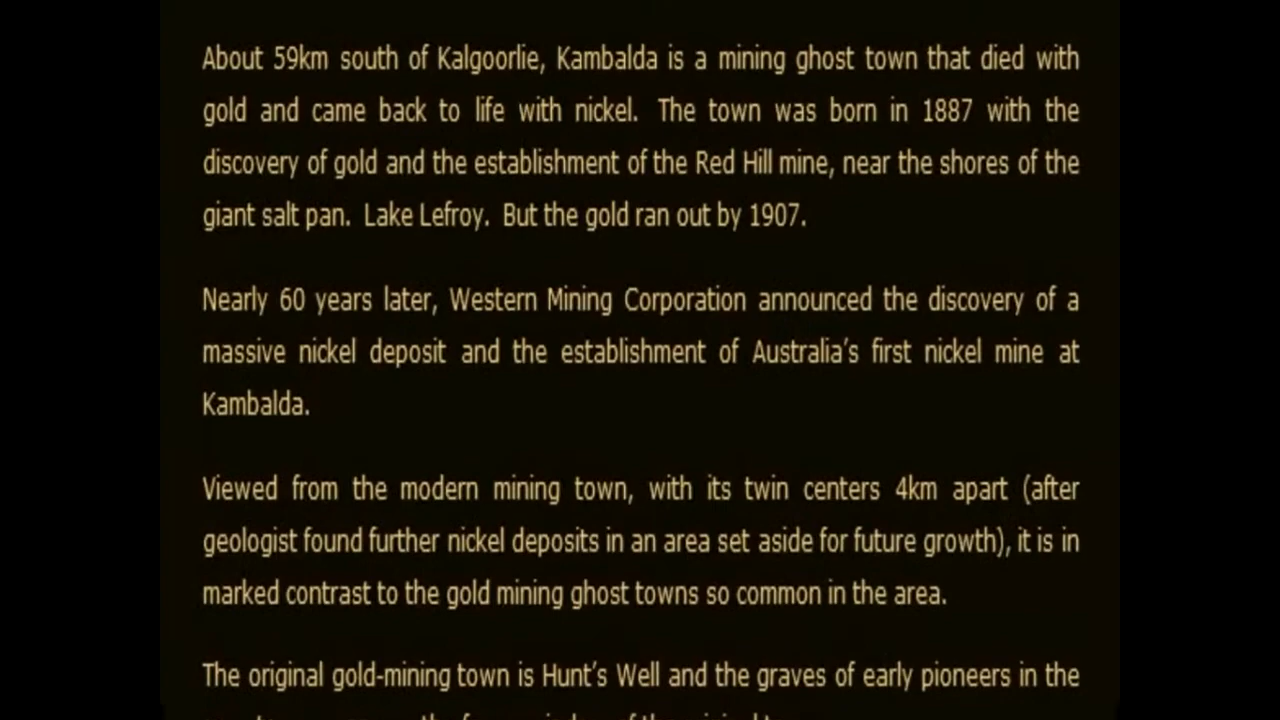 About 59km south of Kalgoorlie, Kambalda is a mining ghost town that died with
gold and came back to life with nickel. The town was born in 1887 with the
discovery of gold and the establishment of the Red Hill mine, near the shores of the
giant salt pan. Lake Lefroy. But the gold ran out by 1907.
Nearly 60 years later, Western Mining Corporation announced the discovery of a
massive nickel deposit and the establishment of Australia's first nickel mine at
Kambalda.
Viewed from the modern mining town, with its twin centers 4km apart (after
geologist found further nickel deposits in an area set aside for future growth), it is in
marked contrast to the gold mining ghost towns so common in the area.
The original gold-mining town is Hunt's Well and the graves of early pioneers in the